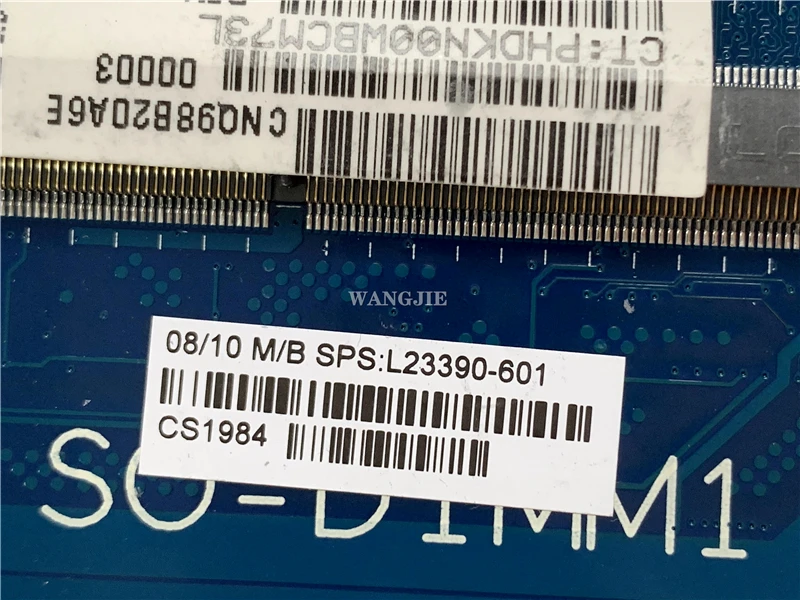 CT:PHDKN00WBCM73L
00003
CNQ98B20A6E
WANGJIE
08/10 M/B SPS:L23390-601
CS1984
SO-DIMM1